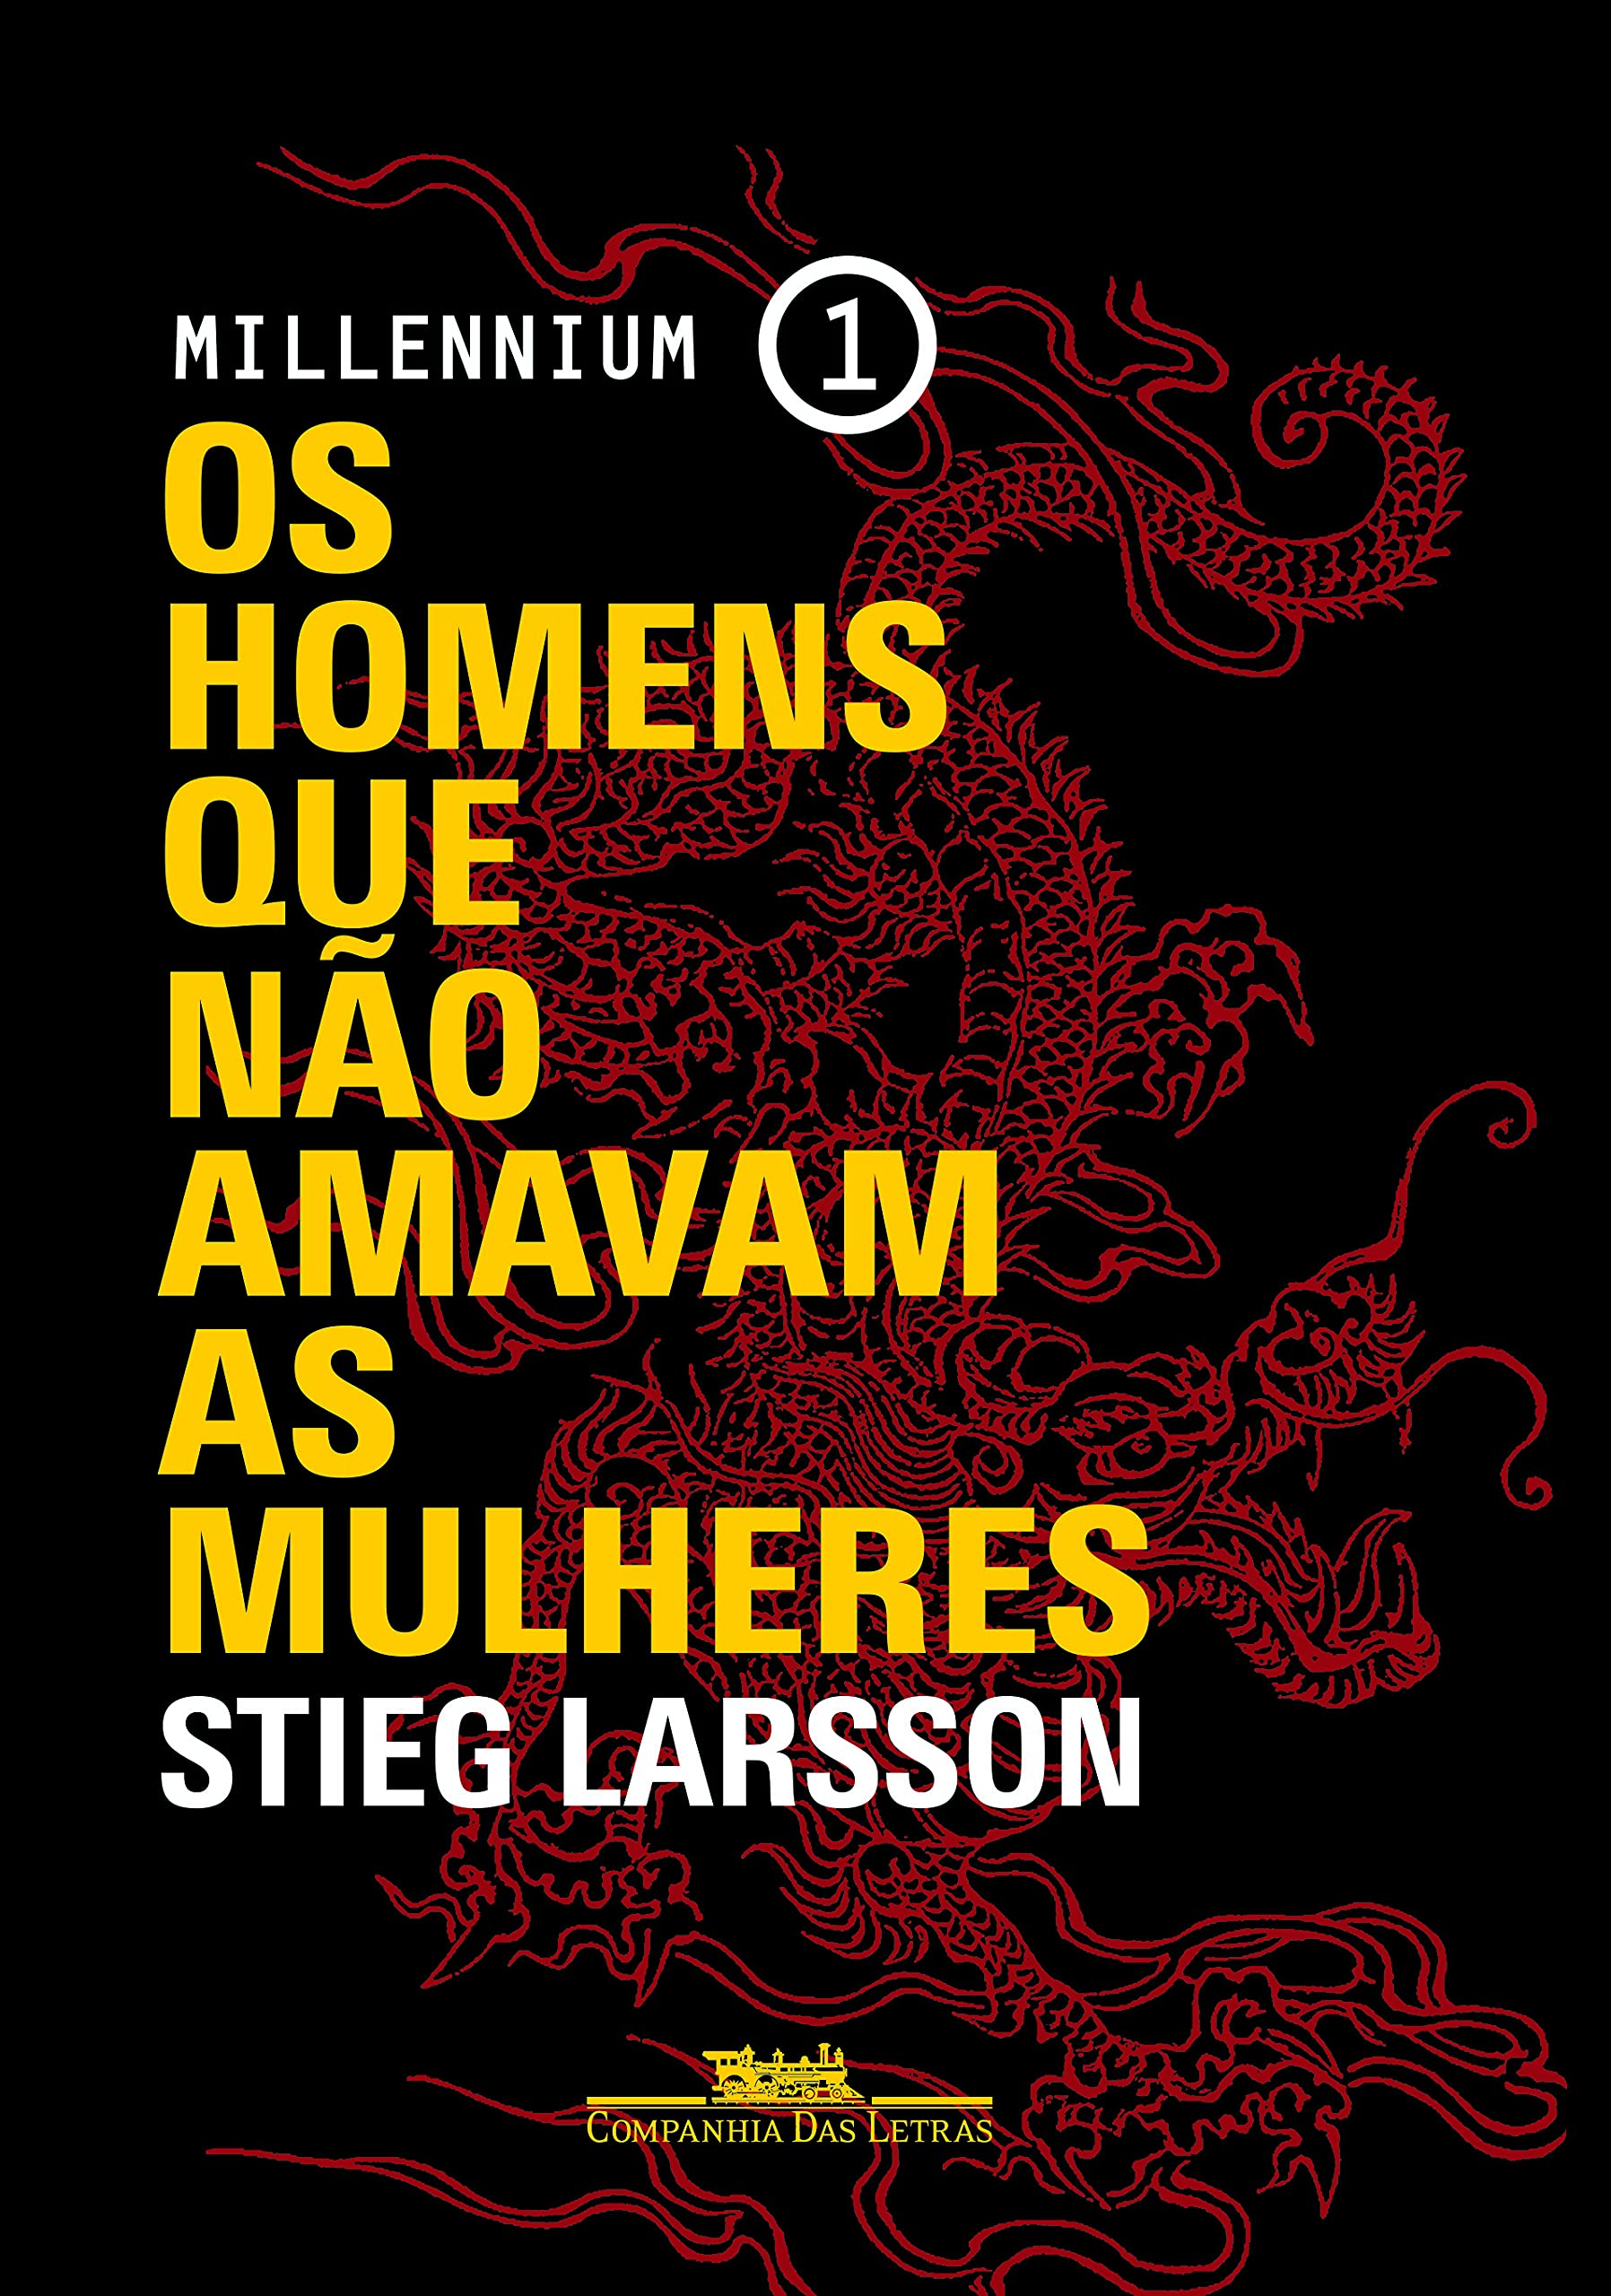 MILLENNIUM 1
OS
HOMENS
QUE
NÃO
AMAVAM
AS
MULHERES
STIEG LARSSON
COMPANHIA DAS LETRAS